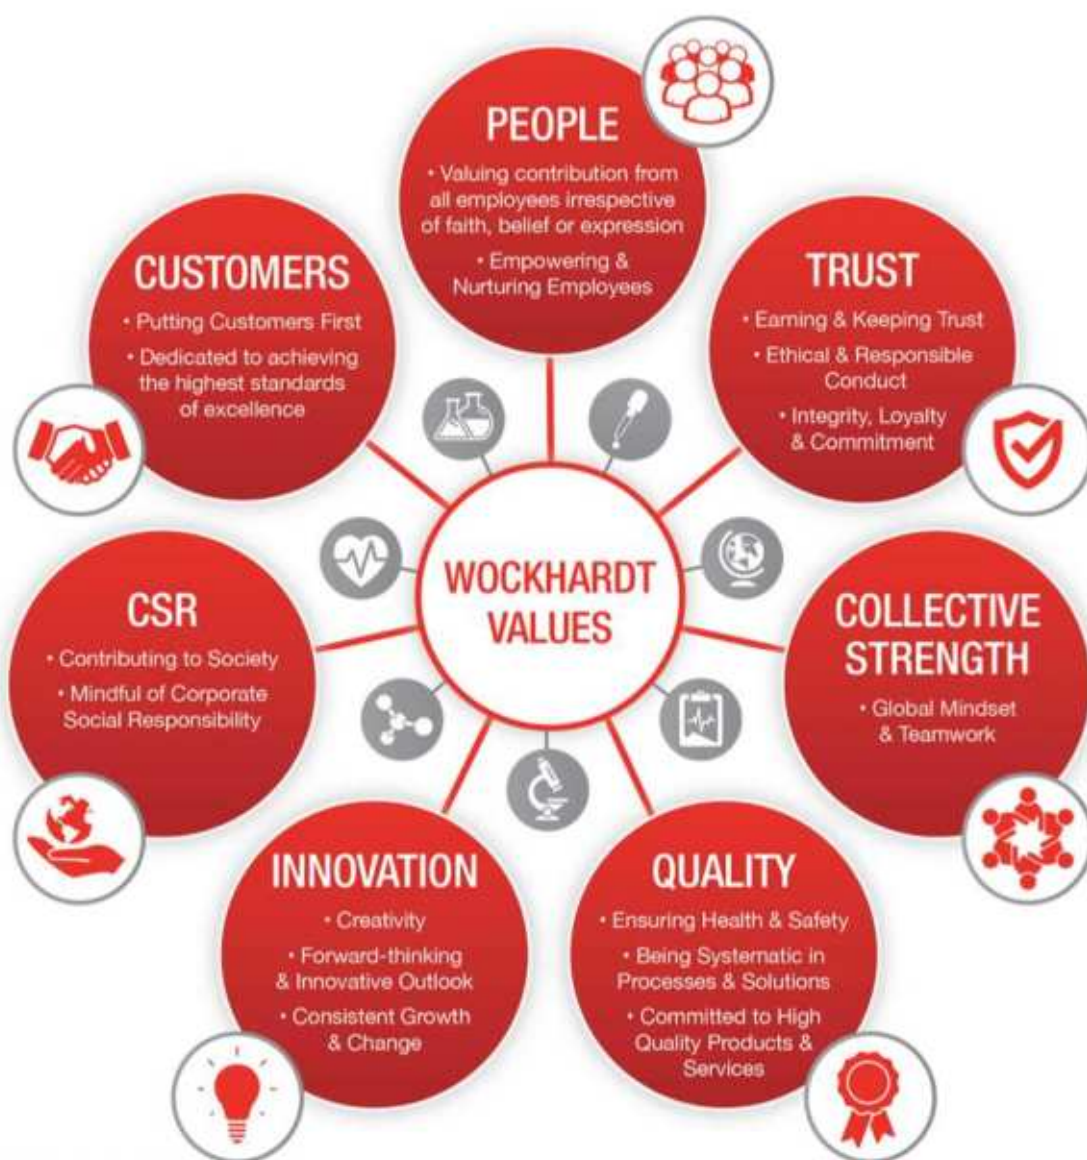 PEOPLE
• Valuing contribution from
all employees irrespective
of faith, belief or expression
• Empowering &
Nurturing Employees
TRUST
• Earning & Keeping Trust
• Ethical & Responsible
Conduct
• Integrity, Loyalty
& Commitment
COLLECTIVE
STRENGTH
• Global Mindset
& Teamwork
QUALITY
• Ensuring Health & Safety
• Being Systematic in
Processes & Solutions
• Committed to High
Quality Products &
Services
INNOVATION
• Creativity
• Forward-thinking
& Innovative Outlook
• Consistent Growth
& Change
CSR
• Contributing to Society
• Mindful of Corporate
Social Responsibility
CUSTOMERS
• Putting Customers First
• Dedicated to achieving
the highest standards
of excellence
WOCKHARDT
VALUES